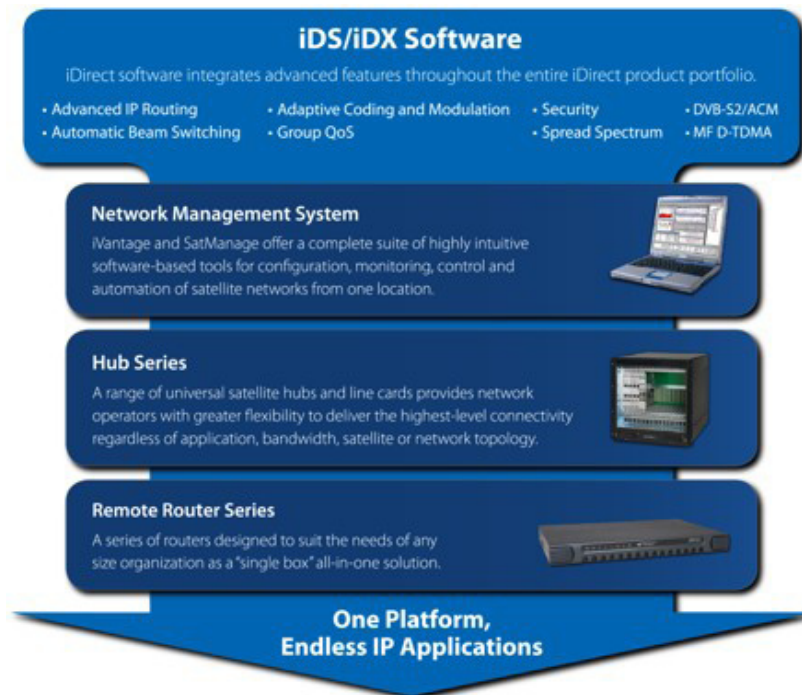 iDS/iDX Software
iDirect software integrates advanced features throughout the entire iDirect product portfolio.
• Advanced IP Routing • Adaptive Coding and Modulation • Security • DVB-S2/ACM
• Automatic Beam Switching • Group QoS • Spread Spectrum • MF D-TDMA
Network Management System
iVantage and SatManage offer a complete suite of highly intuitive
software-based tools for configuration, monitoring, control and
automation of satellite networks from one location.
Hub Series
A range of universal satellite hubs and line cards provides network
operators with greater flexibility to deliver the highest-level connectivity
regardless of application, bandwidth, satellite or network topology.
Remote Router Series
A series of routers designed to suit the needs of any
size organization as a “single box” all-in-one solution.
One Platform,
Endless IP Applications